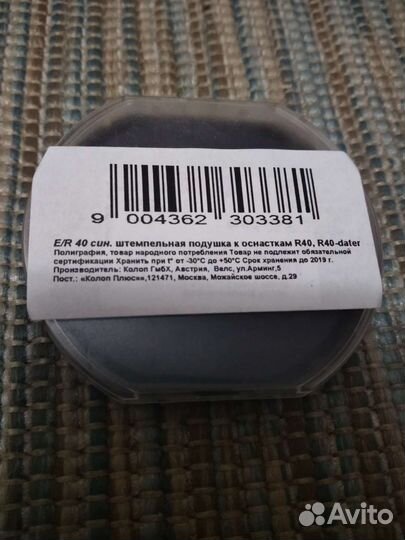 9 004362 303381
E/R 40 син. штемпельная подушка к оснасткам R40, R40-dater
Полиграфия, товар народного потребления Товар не подлежит обязательной
сертификации Хранить при t° от -30°C до +50°C Срок хранения до 2019 г.
Производитель: Колоп ГмбХ, Австрия, Велс, ул.Арминг,5
Пост.: «Колоп Плюс»»,121471, Москва, Можайское шоссе, д.29
Avito